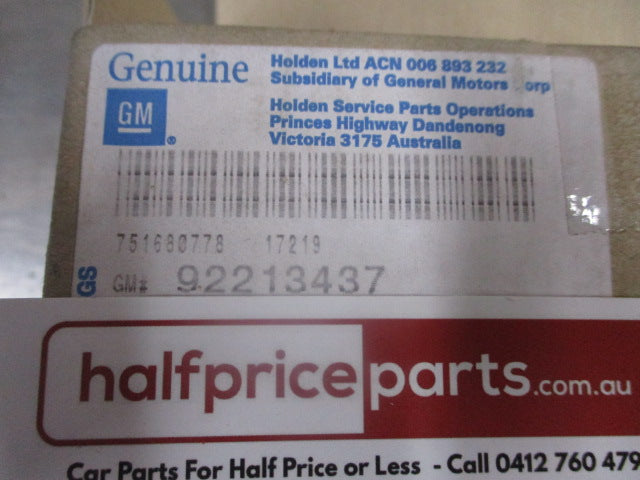 Genuine
GM
®
Holden Ltd ACN 006 893 232
Subsidiary of General Motors orp
Holden Service Parts Operations
Princes Highway Dandenong
Victoria 3175 Australia
751680778 17219
GM# 92213437
GS
halfpriceparts.com.au
Car Parts For Half Price or Less - Call 0412 760 479